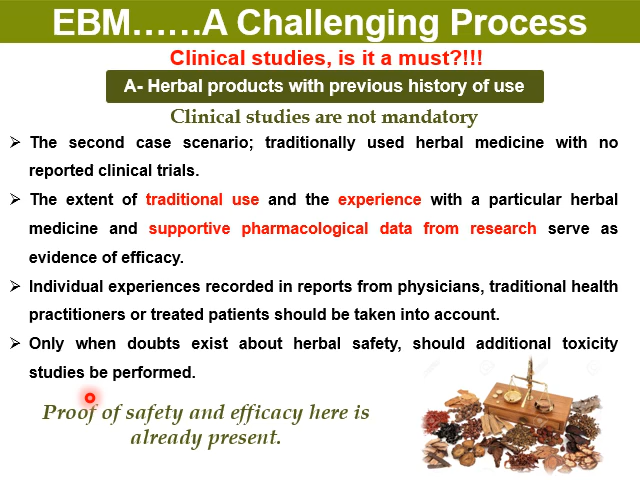 EBM……A Challenging Process
Clinical studies, is it a must?!!!
A- Herbal products with previous history of use
Clinical studies are not mandatory
➢ The second case scenario; traditionally used herbal medicine with no
reported clinical trials.
➢ The extent of traditional use and the experience with a particular herbal
medicine and supportive pharmacological data from research serve as
evidence of efficacy.
➢ Individual experiences recorded in reports from physicians, traditional health
practitioners or treated patients should be taken into account.
➢ Only when doubts exist about herbal safety, should additional toxicity
studies be performed.
Proof of safety and efficacy here is
already present.